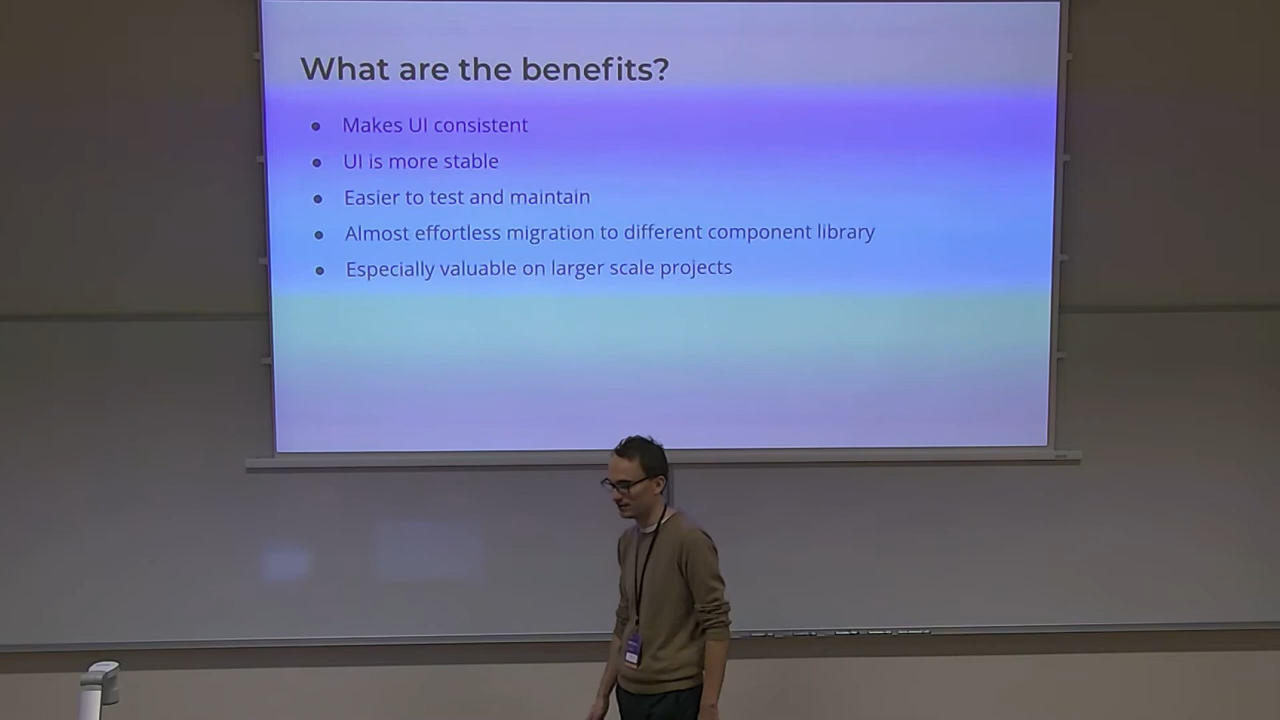 What are the benefits?
● Makes UI consistent
● UI is more stable
● Easier to test and maintain
● Almost effortless migration to different component library
● Especially valuable on larger scale projects